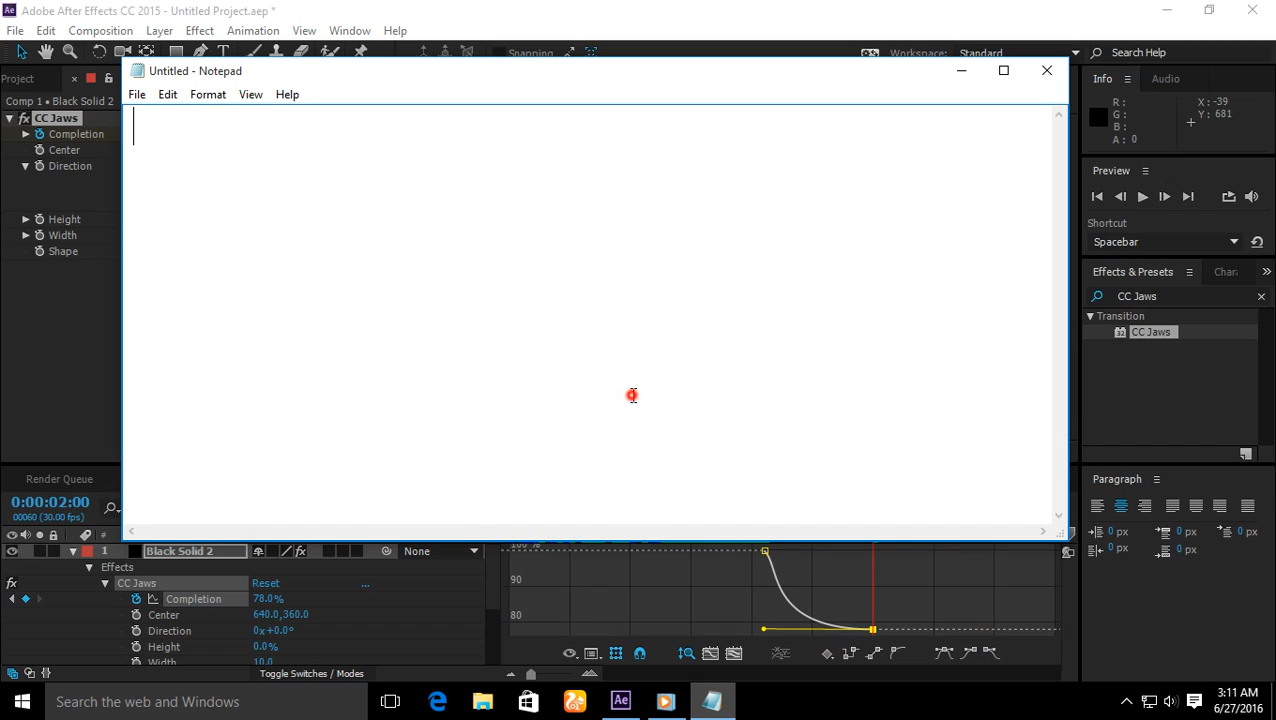 Adobe After Effects CC 2015 - Untitled Project.aep *
File Edit Composition Layer Effect Animation View Window Help
Snapping
Workspace: Standard
Search Help
Untitled - Notepad
File Edit Format View Help
Project
Comp 1 • Black Solid 2
fx CC Jaws
Completion
Center
Direction
Height
Width
Shape
Info Audio
R:
G:
B:
A: 0
X: -39
Y: 681
Preview
Shortcut
Spacebar
Effects & Presets
CC Jaws
Transition
32 CC Jaws
Paragraph
0 px 0 px 0 px
0 px 0 px
Render Queue
0:00:02:00
00060 (30.00 fps)
#
1 Black Solid 2 None
Effects
CC Jaws Reset ...
Completion 78.0%
Center 640.0,360.0
Direction 0x+0.0°
Height 0.0%
Width 10.0
Toggle Switches / Modes
100 %
90
80
Search the web and Windows
Ae
3:11 AM
6/27/2016